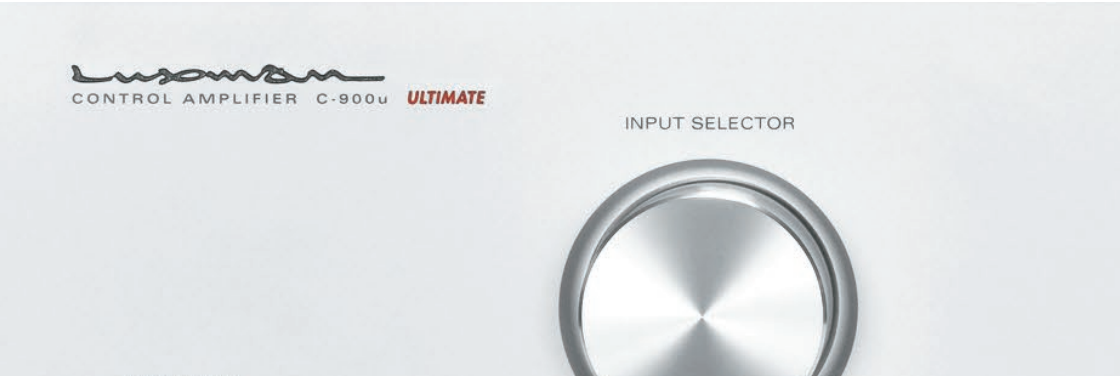 Luxman
CONTROL AMPLIFIER C-900u ULTIMATE
INPUT SELECTOR